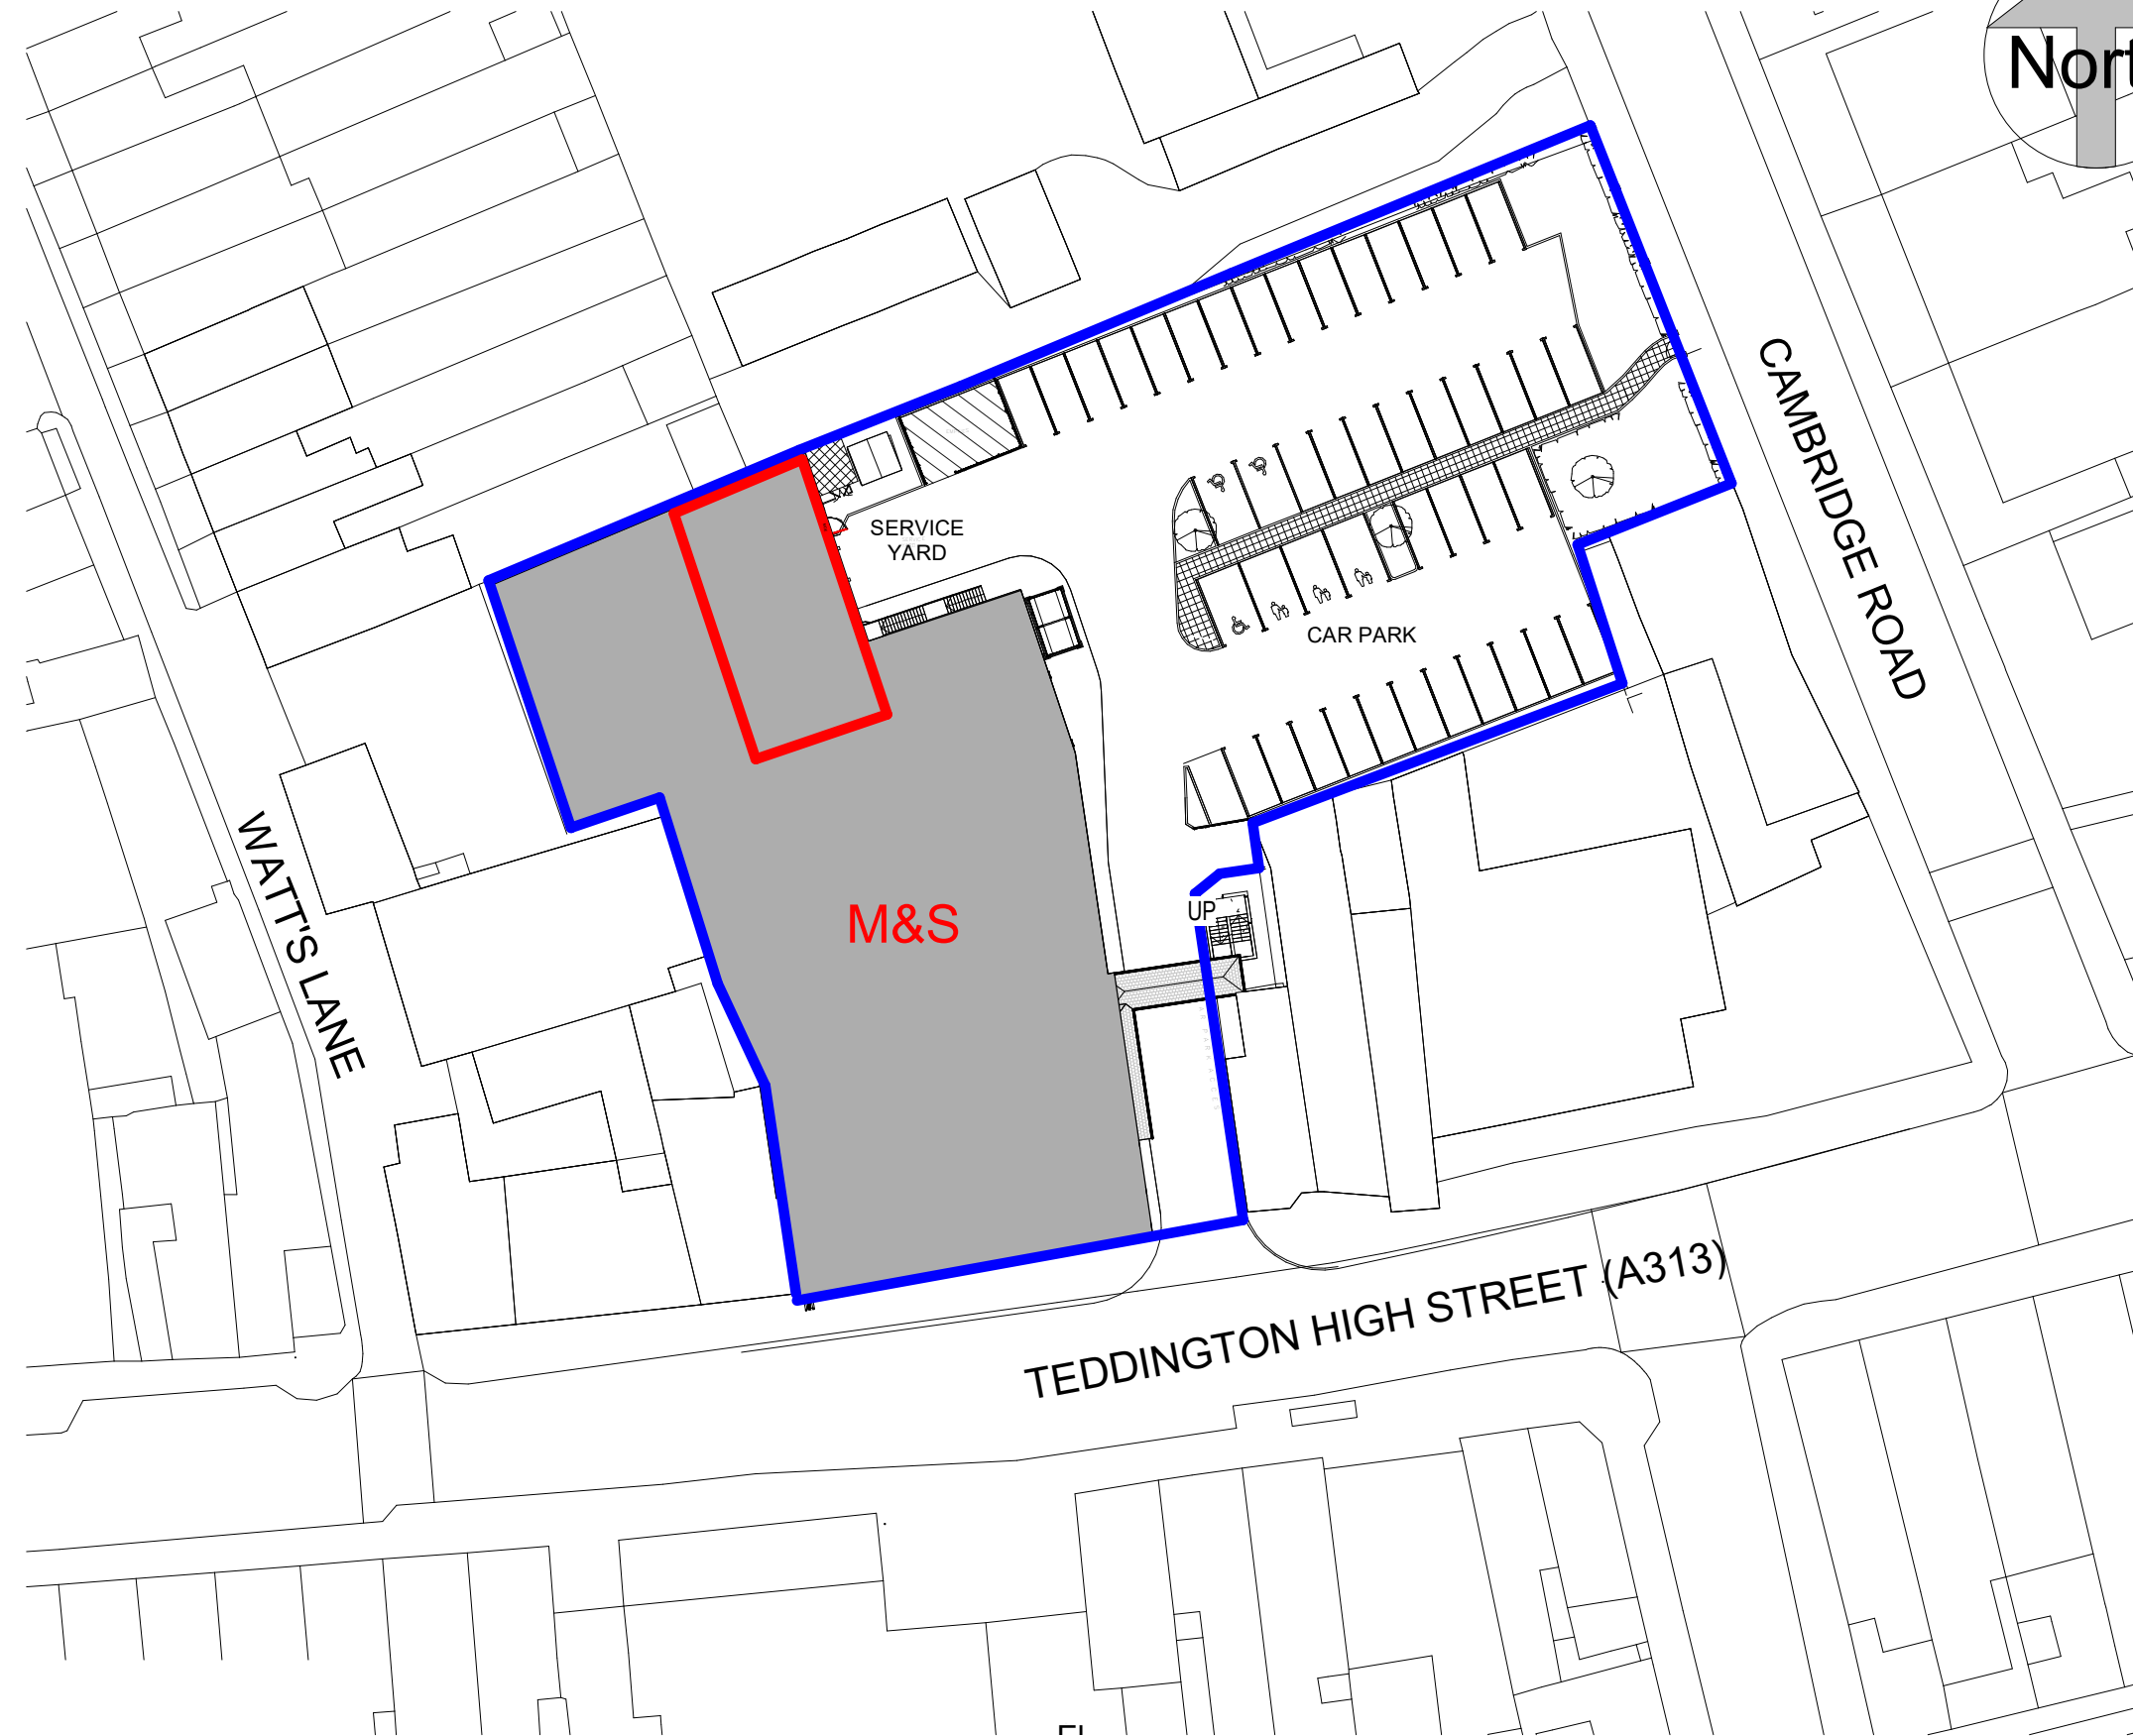 Nort
CAMBRIDGE ROAD
SERVICE
YARD
CAR PARK
WATT'S LANE
M&S
UP
TEDDINGTON HIGH STREET (A313)